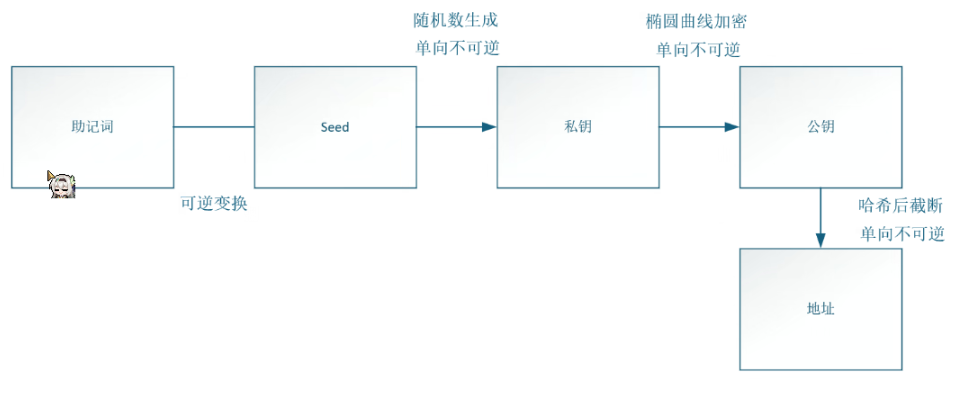 随机数生成
单向不可逆
椭圆曲线加密
单向不可逆
助记词
Seed
私钥
公钥
可逆变换
哈希后截断
单向不可逆
地址